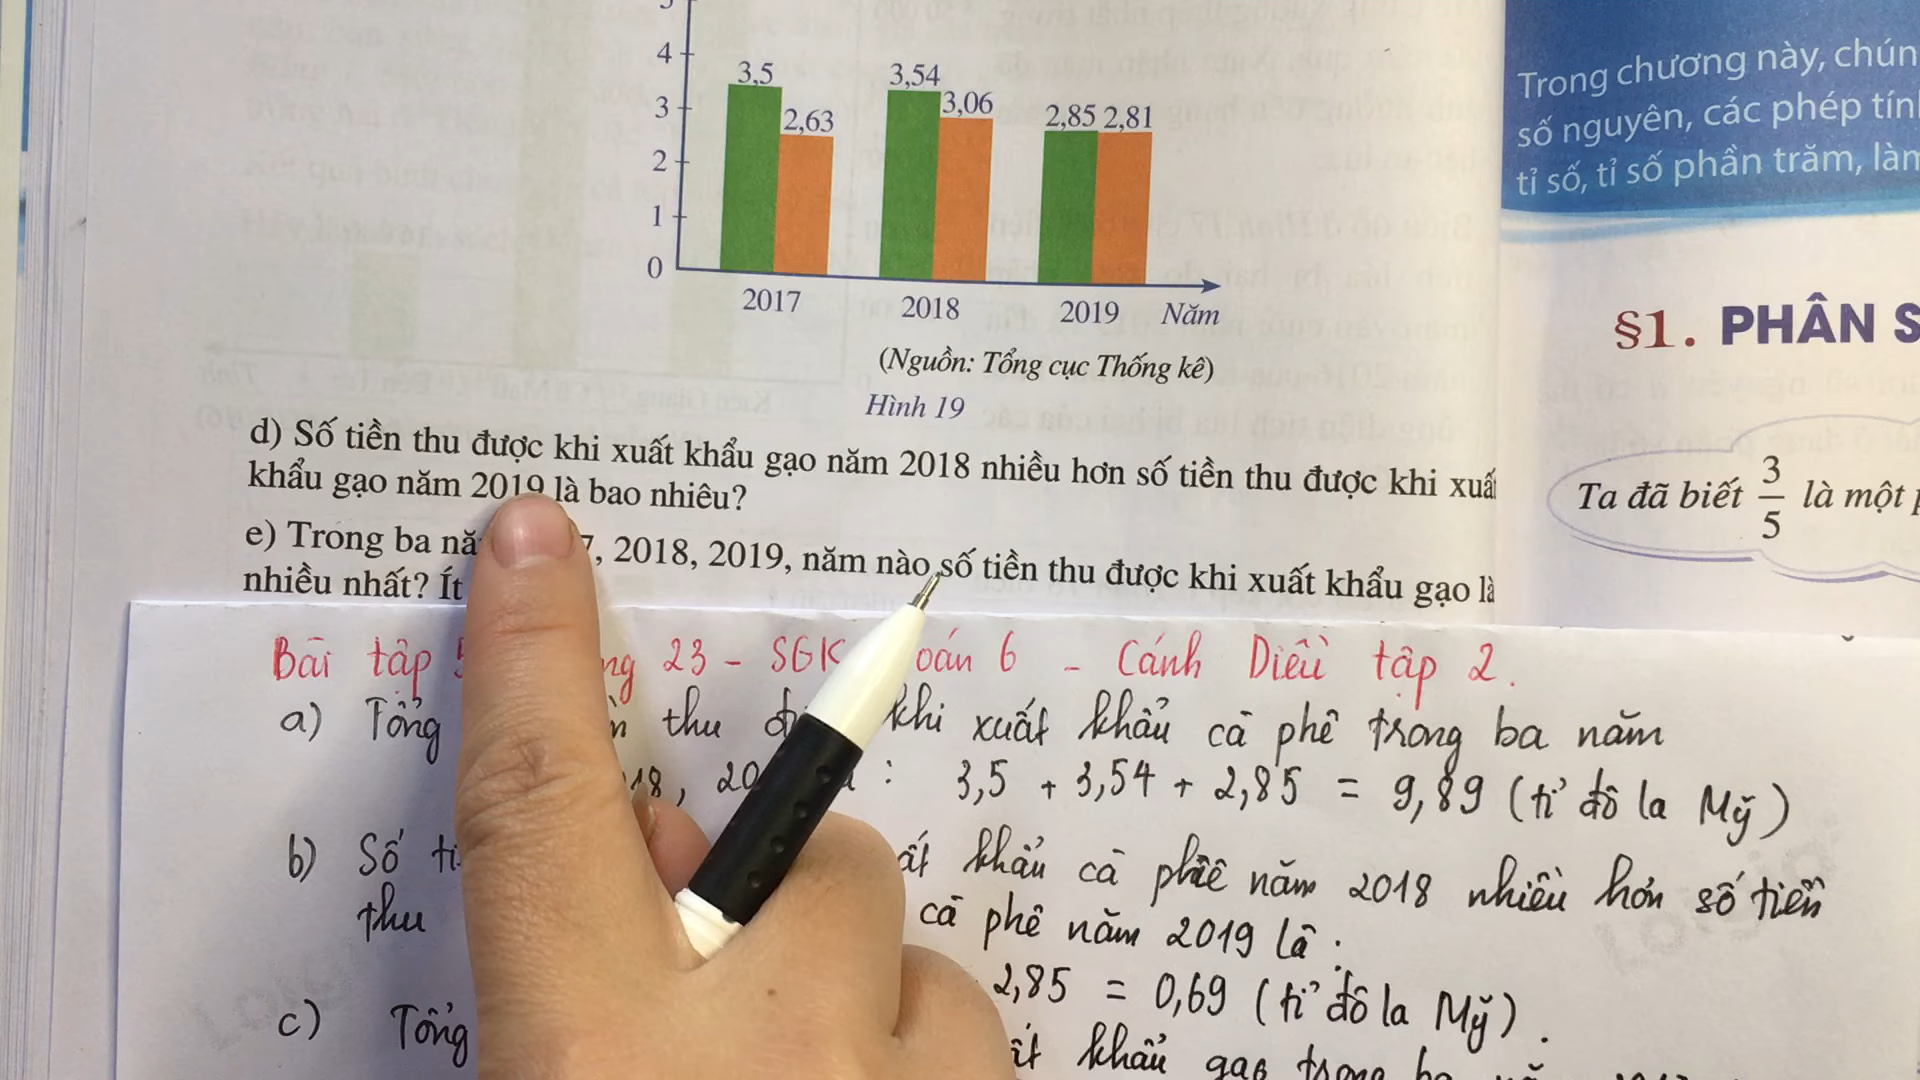 5
4
3
2
1
0
3,5
2,63
3,54
3,06
2,85 2,81
2017
2018
2019
Năm
(Nguồn: Tổng cục Thống kê)
Hình 19
d) Số tiền thu được khi xuất khẩu gạo năm 2018 nhiều hơn số tiền thu được khi xuất
khẩu gạo năm 2019 là bao nhiêu?
e) Trong ba 2018, 2019, năm nào số tiền thu được khi xuất khẩu gạo là
nhiều nhất? Ít
Bài tập 23 - SGK 6 - Cánh Diều tập 2.
a) Tổng thu khi xuất khẩu cà phê trong ba năm
: 3,5 + 3,54 + 2,85 = 9,89 (tỉ đô la Mỹ)
b) Số khẩu cà phê năm 2018 nhiều hơn số tiền
thu cà phê năm 2019 là :
2,85 = 0,69 (tỉ đô la Mỹ).
c) Tổng khẩu gạo trong ba
Trong chương này, chún
số nguyên, các phép tín
tỉ số, tỉ số phần trăm, làm
§1. PHÂN S
Ta đã biết 3/5 là một
Loigia